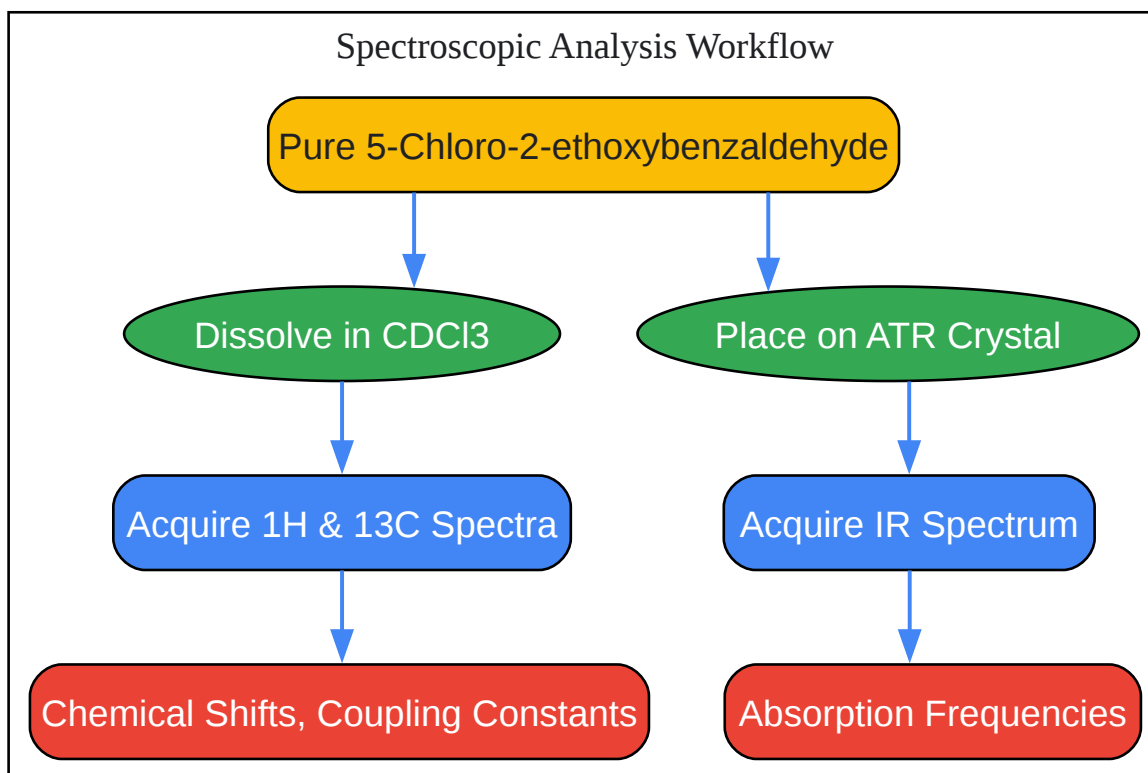 Spectroscopic Analysis Workflow
Pure 5-Chloro-2-ethoxybenzaldehyde
Dissolve in CDCl3
Place on ATR Crystal
Acquire 1H & 13C Spectra
Acquire IR Spectrum
Chemical Shifts, Coupling Constants
Absorption Frequencies